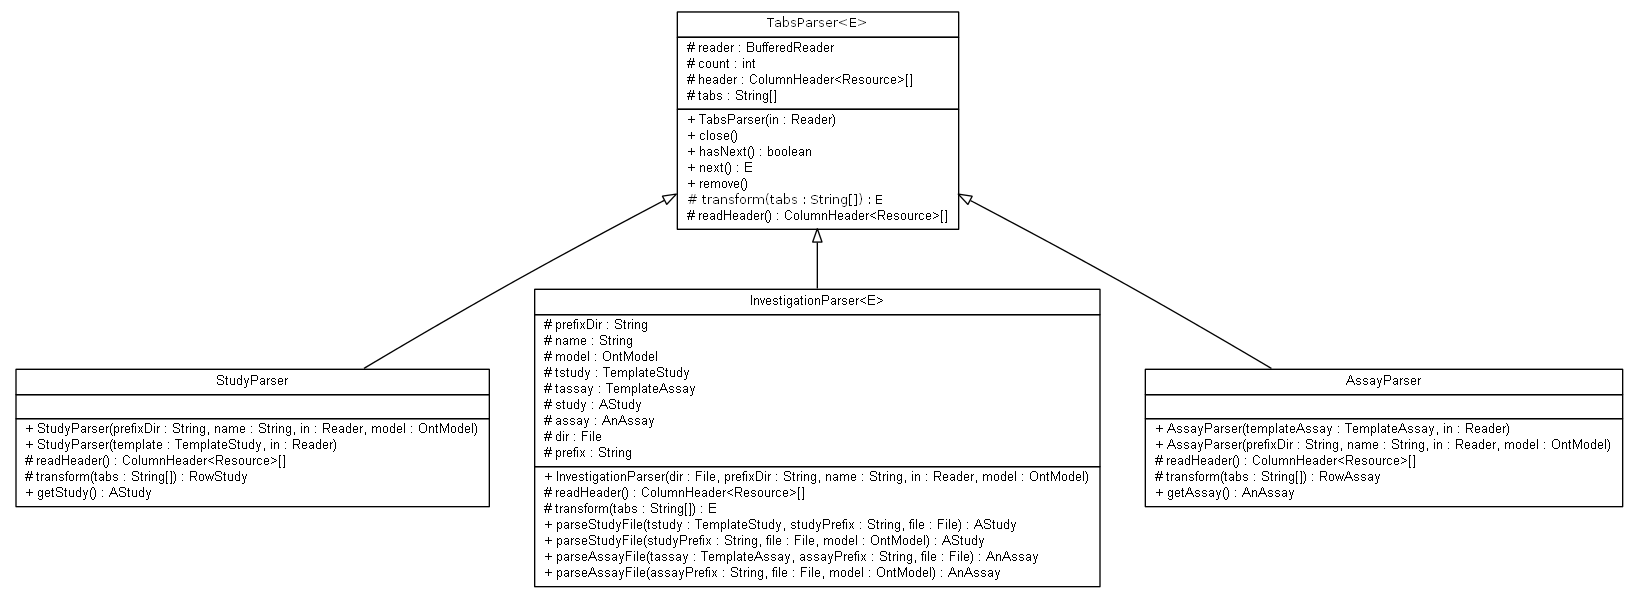 TabsParser<E>
# reader : BufferedReader
# count : int
# header : ColumnHeader<Resource>[]
# tabs : String[]
+ TabsParser(in : Reader)
+ close()
+ hasNext() : boolean
+ next() : E
+ remove()
# transform(tabs : String[]) : E
# readHeader() : ColumnHeader<Resource>[]
StudyParser
+ StudyParser(prefixDir : String, name : String, in : Reader, model : OntModel)
+ StudyParser(template : TemplateStudy, in : Reader)
# readHeader() : ColumnHeader<Resource>[]
# transform(tabs : String[]) : RowStudy
+ getStudy() : AStudy
InvestigationParser<E>
# prefixDir : String
# name : String
# model : OntModel
# tstudy : TemplateStudy
# tassay : TemplateAssay
# study : AStudy
# assay : AnAssay
# dir : File
# prefix : String
+ InvestigationParser(dir : File, prefixDir : String, name : String, in : Reader, model : OntModel)
# readHeader() : ColumnHeader<Resource>[]
# transform(tabs : String[]) : E
+ parseStudyFile(tstudy : TemplateStudy, studyPrefix : String, file : File) : AStudy
+ parseStudyFile(studyPrefix : String, file : File, model : OntModel) : AStudy
+ parseAssayFile(tassay : TemplateAssay, assayPrefix : String, file : File) : AnAssay
+ parseAssayFile(assayPrefix : String, file : File, model : OntModel) : AnAssay
AssayParser
+ AssayParser(templateAssay : TemplateAssay, in : Reader)
+ AssayParser(prefixDir : String, name : String, in : Reader, model : OntModel)
# readHeader() : ColumnHeader<Resource>[]
# transform(tabs : String[]) : RowAssay
+ getAssay() : AnAssay